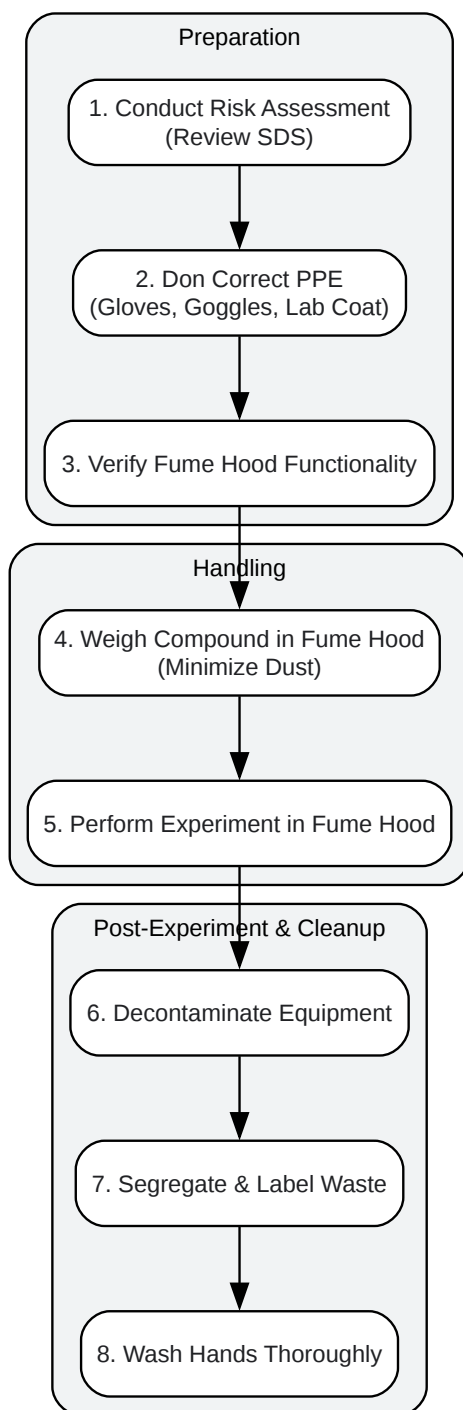 Preparation
1. Conduct Risk Assessment
(Review SDS)
2. Don Correct PPE
(Gloves, Goggles, Lab Coat)
3. Verify Fume Hood Functionality
Handling
4. Weigh Compound in Fume Hood
(Minimize Dust)
5. Perform Experiment in Fume Hood
Post-Experiment & Cleanup
6. Decontaminate Equipment
7. Segregate & Label Waste
8. Wash Hands Thoroughly